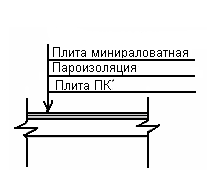 Плита минираловатная
Пароизоляция
Плита ПК*